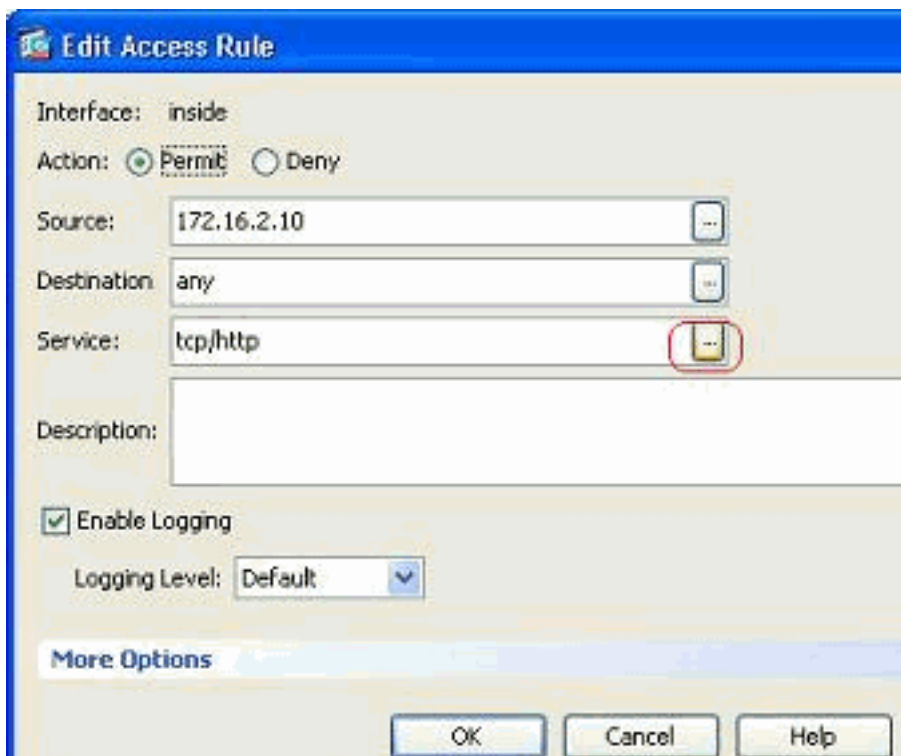 Edit Access Rule
Interface: inside
Action: Permit Deny
Source: 172.16.2.10 ...
Destination any ...
Service: tcp/http ...
Description:
Enable Logging
Logging Level: Default
More Options
OK Cancel Help